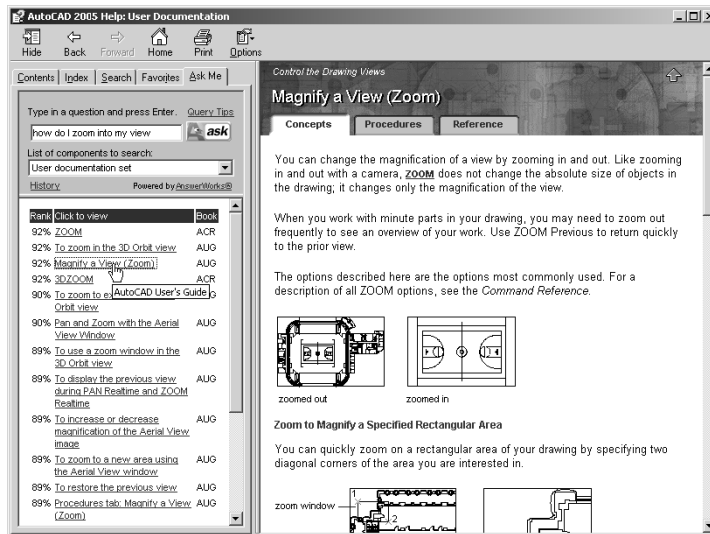 AutoCAD 2005 Help: User Documentation
Hide Back Forward Home Print Options
Contents Index Search Favorites Ask Me
Type in a question and press Enter. Query Tips
how do I zoom into my view ask
List of components to search:
User documentation set
History Powered by AnswerWorks®
Rank Click to view Book
92% ZOOM ACR
92% To zoom in the 3D Orbit view AUG
92% Magnify a View (Zoom) AUG
92% 3DZOOM ACR
AutoCAD User's Guide
90% To zoom to ex G
Orbit view
90% Pan and Zoom with the Aerial AUG
View Window
89% To use a zoom window in the AUG
3D Orbit view
89% To display the previous view AUG
during PAN Realtime and ZOOM
Realtime
89% To increase or decrease AUG
magnification of the Aerial View
image
89% To zoom to a new area using AUG
the Aerial View window
89% To restore the previous view AUG
89% Procedures tab: Magnify a View AUG
(Zoom)
Control the Drawing Views
Magnify a View (Zoom)
Concepts Procedures Reference
You can change the magnification of a view by zooming in and out. Like zooming
in and out with a camera, ZOOM does not change the absolute size of objects in
the drawing; it changes only the magnification of the view.
When you work with minute parts in your drawing, you may need to zoom out
frequently to see an overview of your work. Use ZOOM Previous to return quickly
to the prior view.
The options described here are the options most commonly used. For a
description of all ZOOM options, see the Command Reference.
zoomed out zoomed in
Zoom to Magnify a Specified Rectangular Area
You can quickly zoom on a rectangular area of your drawing by specifying two
diagonal corners of the area you are interested in.
1
zoom window
2